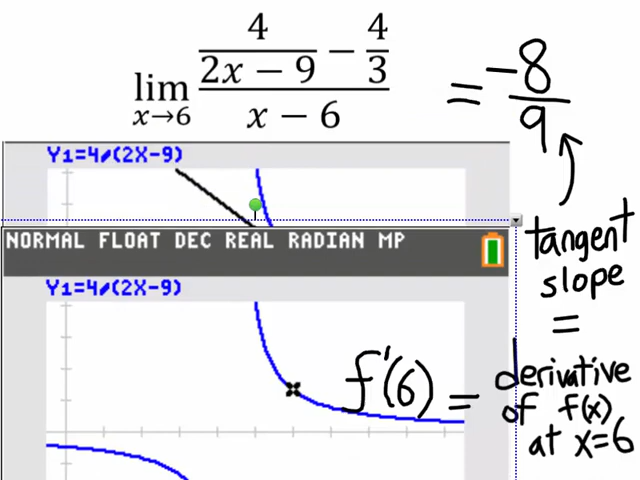 lim x→6 (4/(2x − 9) − 4/3)/(x − 6) = -8/9
Y1=4/(2X-9)
NORMAL FLOAT DEC REAL RADIAN MP
Y1=4/(2X-9)
tangent
slope
=
f'(6) = derivative
of f(x)
at x=6